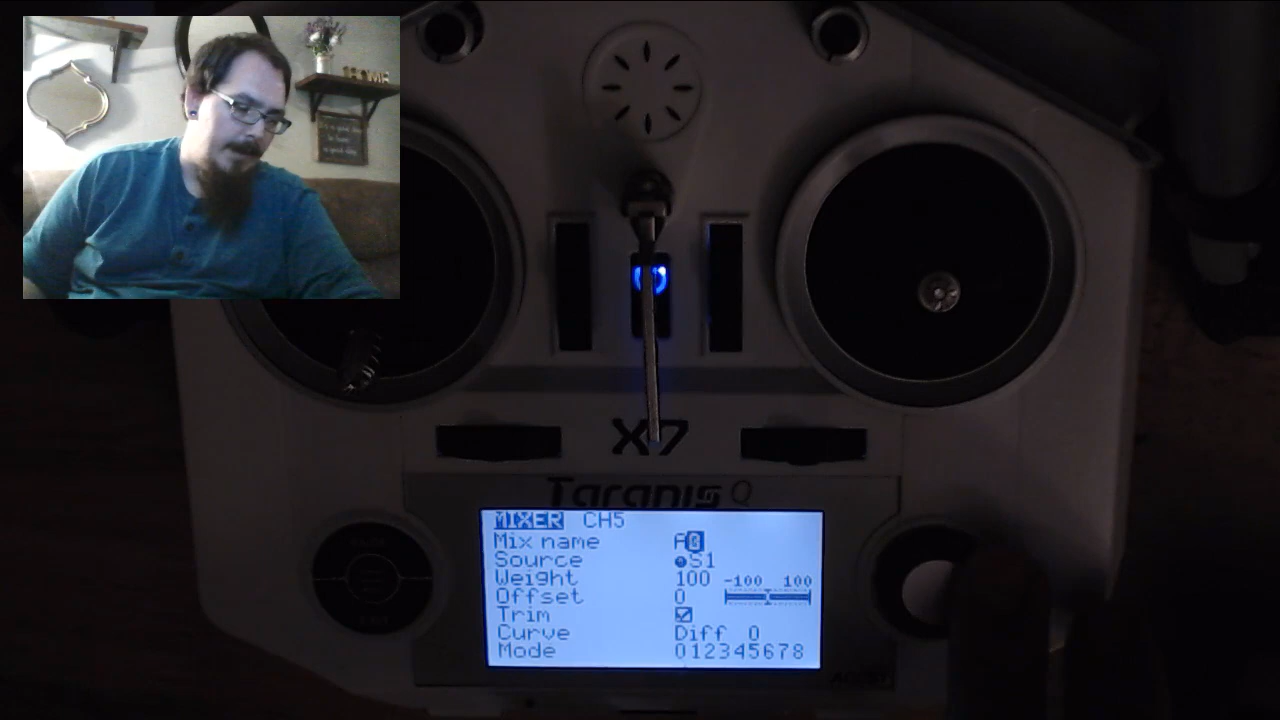 HOME
X7
Taranis Q
MIXER CH5
Mix name A
Source S1
Weight 100 -100 100
Offset 0
Trim
Curve Diff 0
Mode 012345678